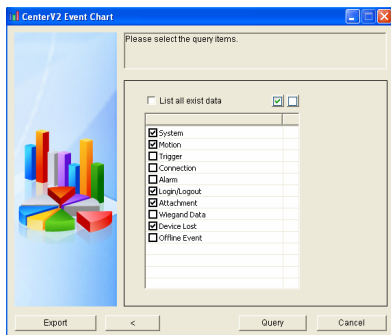 CenterV2 Event Chart
Please select the query items.
List all exist data
System
Motion
Trigger
Connection
Alarm
Login/Logout
Attachment
Wiegand Data
Device Lost
Offline Event
Export
<
Query
Cancel